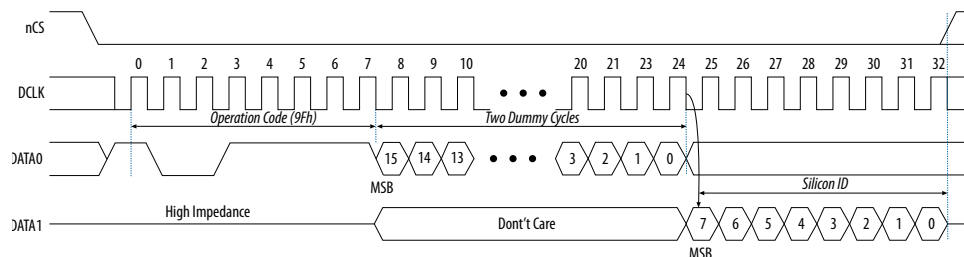 nCS
0 1 2 3 4 5 6 7 8 9 10 20 21 23 24 25 26 27 28 29 30 31 32
DCLK
Operation Code (9Fh) Two Dummy Cycles
DATA0 15 14 13 3 2 1 0
MSB Silicon ID
High Impedance
DATA1 Dont't Care 7 6 5 4 3 2 1 0
MSB